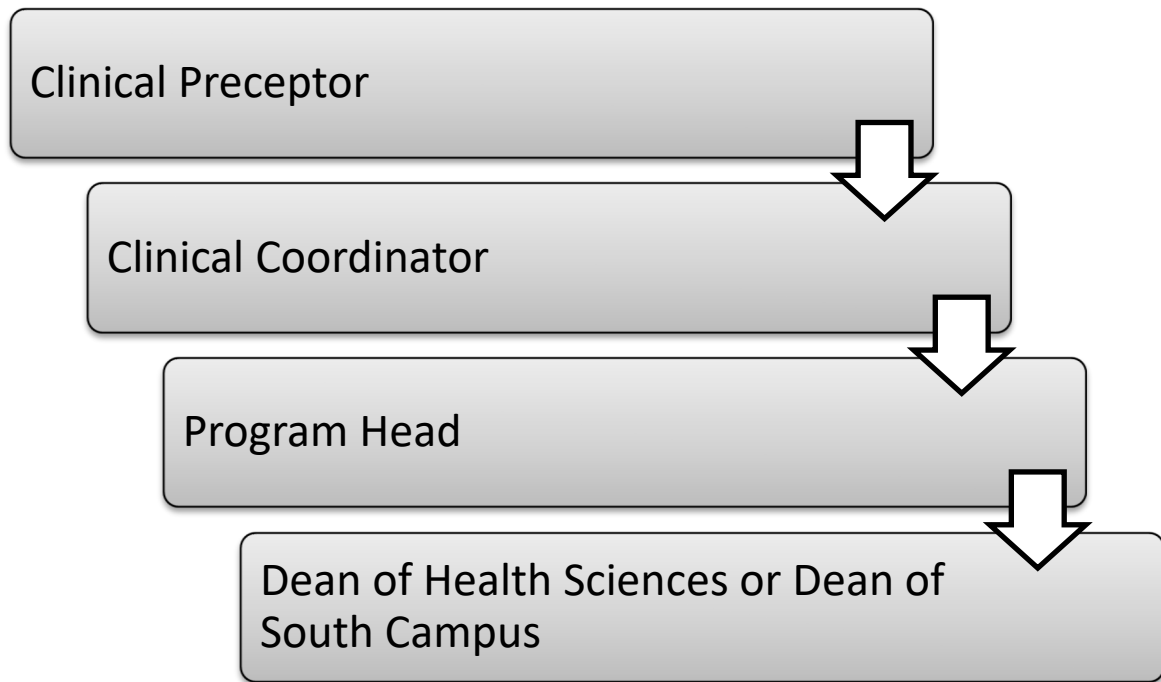 Clinical Preceptor
Clinical Coordinator
Program Head
Dean of Health Sciences or Dean of
South Campus